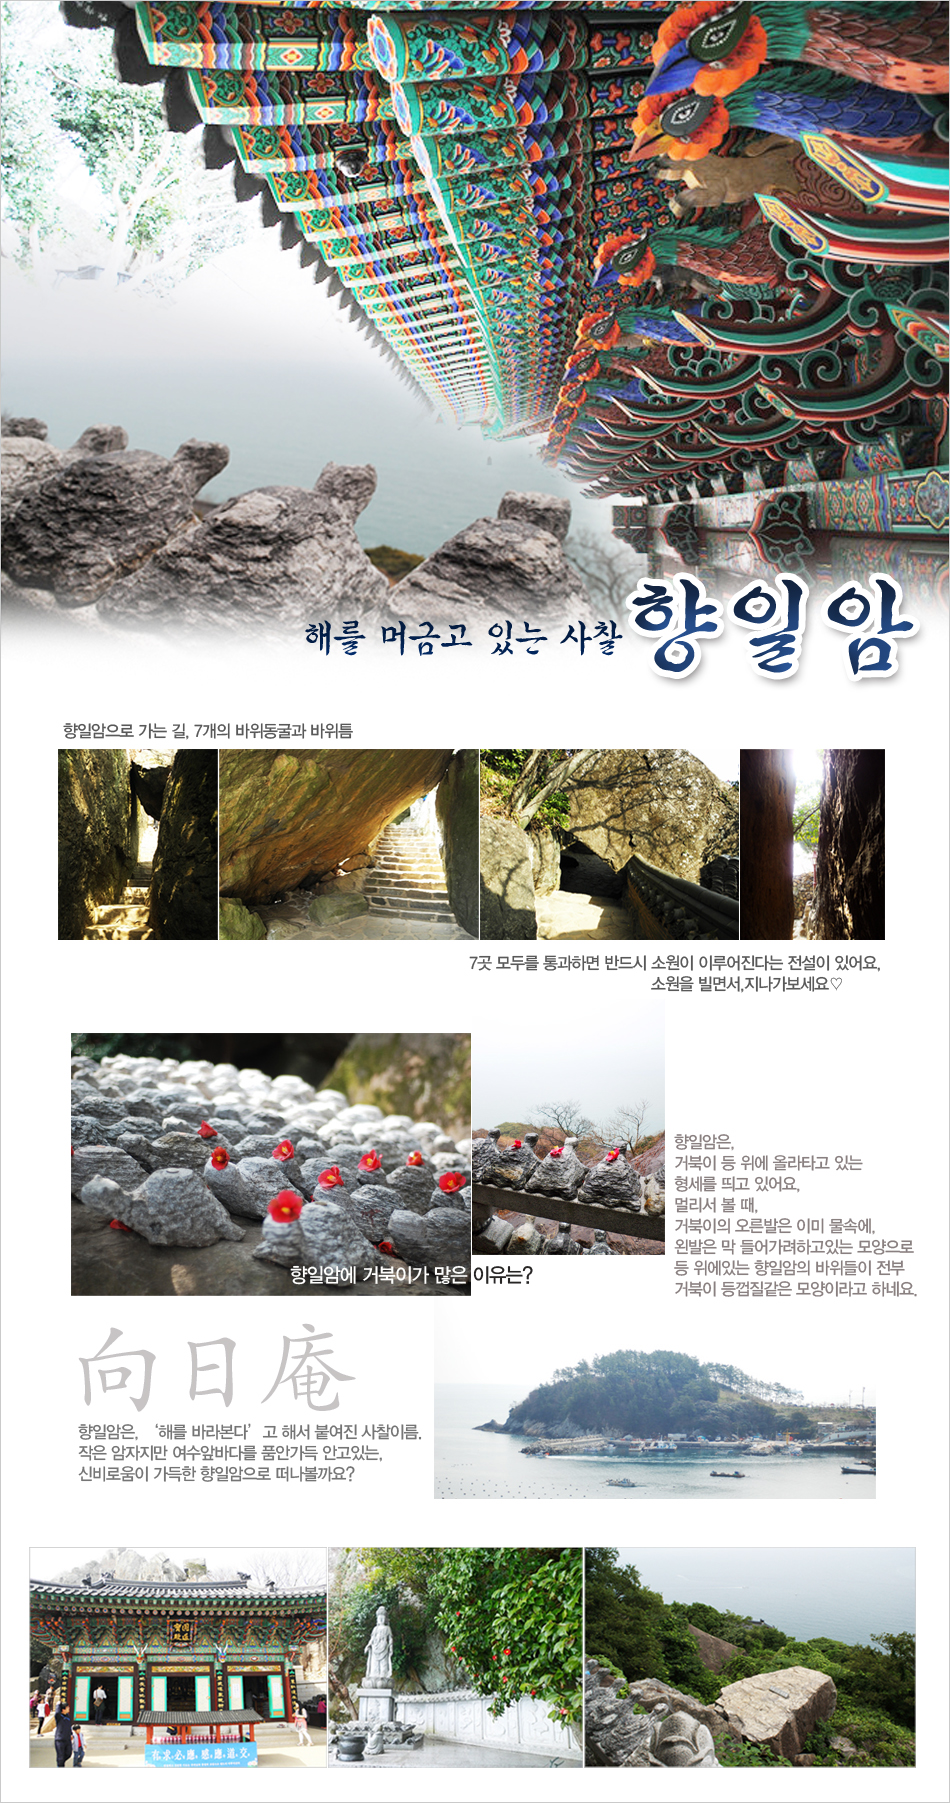 해를 머금고 있는 사찰 향일암
향일암으로 가는 길, 7개의 바위동굴과 바위틈
7곳 모두를 통과하면 반드시 소원이 이루어진다는 전설이 있어요,
소원을 빌면서,지나가보세요♡
향일암은,
거북이 등 위에 올라타고 있는
형세를 띄고 있어요,
멀리서 볼 때,
거북이의 오른발은 이미 물속에,
왼발은 막 들어가려하고있는 모양으로
등 위에있는 향일암의 바위들이 전부
거북이 등껍질같은 모양이라고 하네요.
향일암에 거북이가 많은 이유는?
向日庵
향일암은, ‘해를 바라본다’ 고 해서 붙여진 사찰이름.
작은 암자지만 여수앞바다를 품안가득 안고있는,
신비로움이 가득한 향일암으로 떠나볼까요?
有求必應感應道交